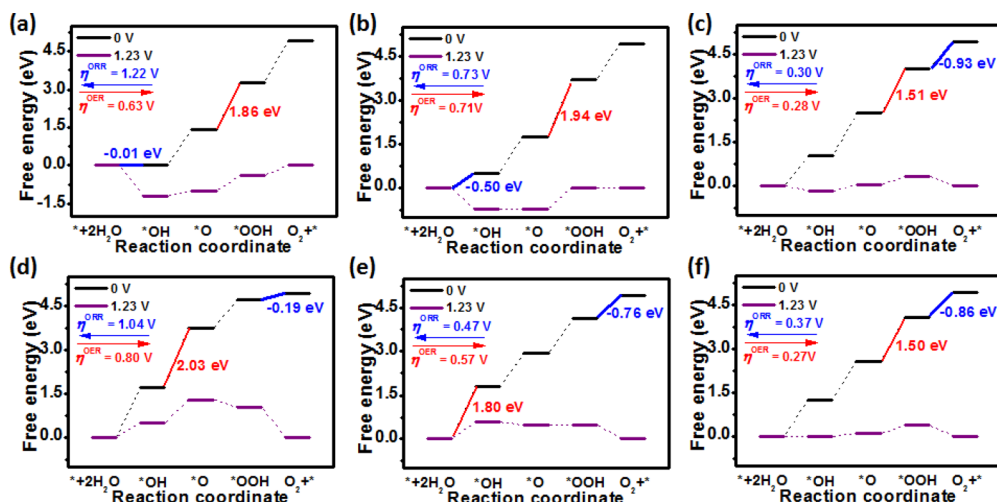 (a)
Free energy (eV)
4.5
3.0
1.5
0.0
-1.5
0 V
1.23 V
η^ORR = 1.22 V
η^OER = 0.63 V
1.86 eV
-0.01 eV
*+2H₂O *OH *O *OOH O₂+*
Reaction coordinate
(b)
Free energy (eV)
4.5
3.0
1.5
0.0
0 V
1.23 V
η^ORR = 0.73 V
η^OER = 0.71V
1.94 eV
-0.50 eV
*+2H₂O *OH *O *OOH O₂+*
Reaction coordinate
(c)
Free energy (eV)
4.5
3.0
1.5
0.0
0 V
1.23 V
η^ORR = 0.30 V
η^OER = 0.28 V
-0.93 eV
1.51 eV
*+2H₂O *OH *O *OOH O₂+*
Reaction coordinate
(d)
Free energy (eV)
4.5
3.0
1.5
0.0
0 V
1.23 V
η^ORR = 1.04 V
η^OER = 0.80 V
-0.19 eV
2.03 eV
*+2H₂O *OH *O *OOH O₂+*
Reaction coordinate
(e)
Free energy (eV)
4.5
3.0
1.5
0.0
0 V
1.23 V
η^ORR = 0.47 V
η^OER = 0.57 V
-0.76 eV
1.80 eV
*+2H₂O *OH *O *OOH O₂+*
Reaction coordinate
(f)
Free energy (eV)
4.5
3.0
1.5
0.0
0 V
1.23 V
η^ORR = 0.37 V
η^OER = 0.27V
-0.86 eV
1.50 eV
*+2H₂O *OH *O *OOH O₂+*
Reaction coordinate